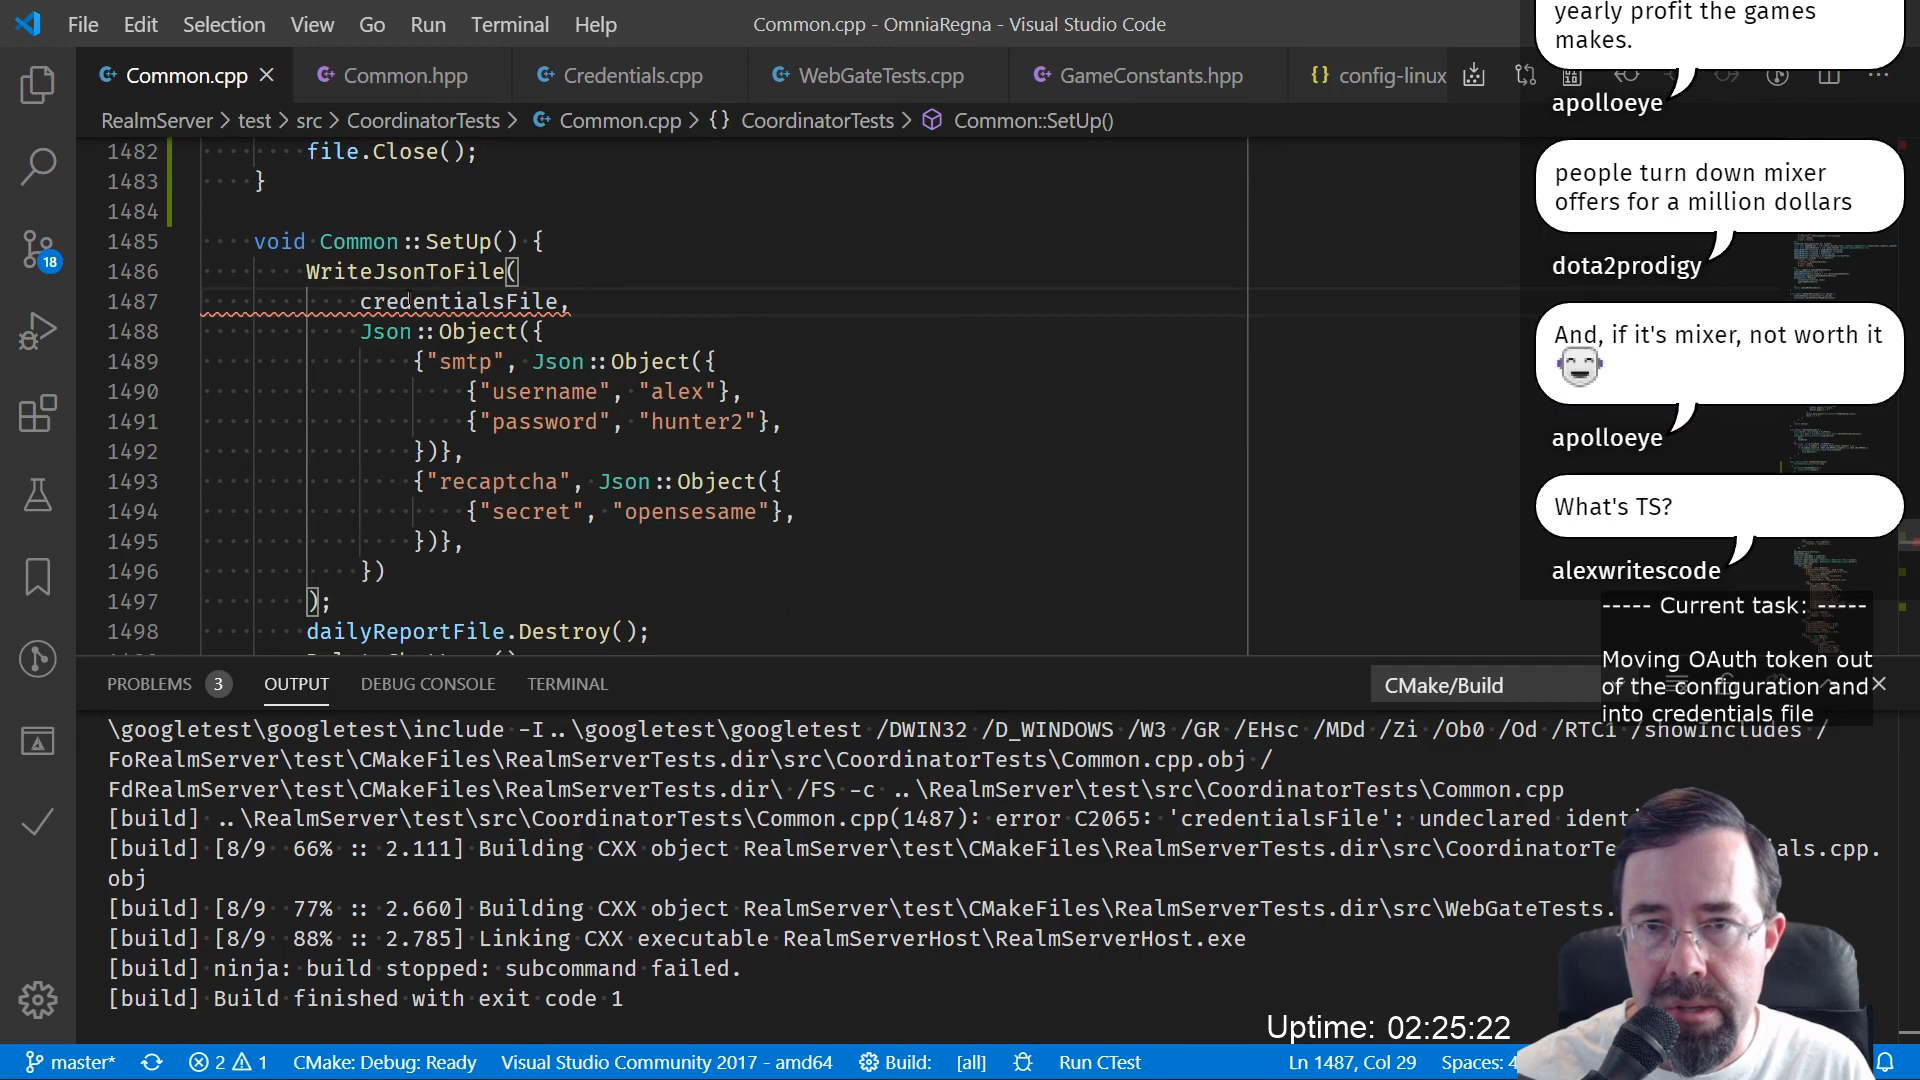 File Edit Selection View Go Run Terminal Help
Common.cpp - OmniaRegna - Visual Studio Code
Common.cpp Common.hpp Credentials.cpp WebGateTests.cpp GameConstants.hpp config-linux
RealmServer > test > src > CoordinatorTests > Common.cpp > {} CoordinatorTests > Common::SetUp()
1482 file.Close();
1483 }
1484
1485 void Common::SetUp() {
1486 WriteJsonToFile(
1487 credentialsFile,
1488 Json::Object({
1489 {"smtp", Json::Object({
1490 {"username", "alex"},
1491 {"password", "hunter2"},
1492 })},
1493 {"recaptcha", Json::Object({
1494 {"secret", "opensesame"},
1495 })},
1496 })
1497 );
1498 dailyReportFile.Destroy();
yearly profit the games
makes.
apolloeye
people turn down mixer
offers for a million dollars
dota2prodigy
And, if it's mixer, not worth it
apolloeye
What's TS?
alexwritescode
----- Current task: -----
Moving OAuth token out
of the configuration and
into credentials file
18
PROBLEMS 3 OUTPUT DEBUG CONSOLE TERMINAL
CMake/Build
\googletest\googletest\include -I..\googletest\googletest /DWIN32 /D_WINDOWS /W3 /GR /EHsc /MDd /Zi /Ob0 /Od /RTC1 /showIncludes /
FoRealmServer\test\CMakeFiles\RealmServerTests.dir\src\CoordinatorTests\Common.cpp.obj /
FdRealmServer\test\CMakeFiles\RealmServerTests.dir\ /FS -c ..\RealmServer\test\src\CoordinatorTests\Common.cpp
[build] ..\RealmServer\test\src\CoordinatorTests\Common.cpp(1487): error C2065: 'credentialsFile': undeclared
[build] [8/9 66% :: 2.111] Building CXX object RealmServer\test\CMakeFiles\RealmServerTests.dir\src\CoordinatorTe ials.cpp.
obj
[build] [8/9 77% :: 2.660] Building CXX object RealmServer\test\CMakeFiles\RealmServerTests.dir\src\WebGateTests.
[build] [8/9 88% :: 2.785] Linking CXX executable RealmServerHost\RealmServerHost.exe
[build] ninja: build stopped: subcommand failed.
[build] Build finished with exit code 1
Uptime: 02:25:22
master* 2 1 CMake: Debug: Ready Visual Studio Community 2017 - amd64 Build: [all] Run CTest Ln 1487, Col 29 Spaces: 4